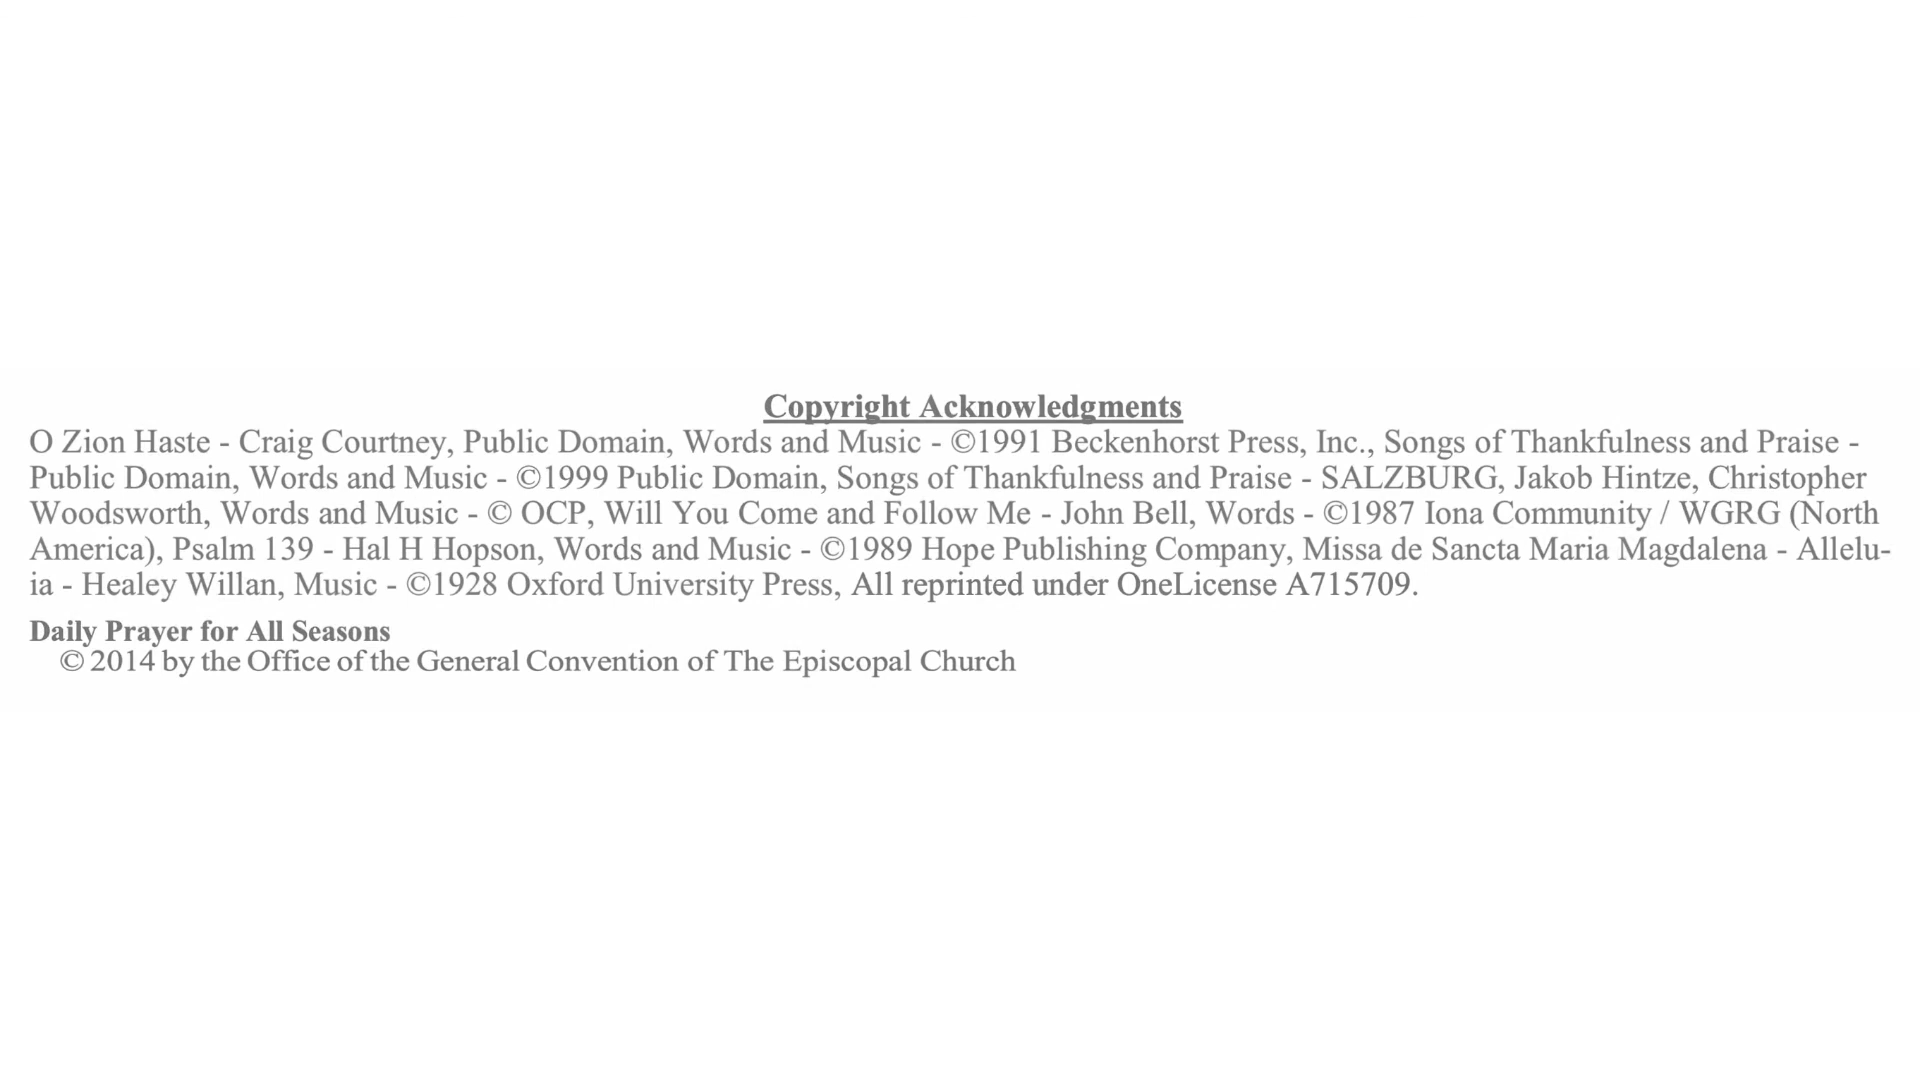 Copyright Acknowledgments
O Zion Haste - Craig Courtney, Public Domain, Words and Music - ©1991 Beckenhorst Press, Inc., Songs of Thankfulness and Praise -
Public Domain, Words and Music - ©1999 Public Domain, Songs of Thankfulness and Praise - SALZBURG, Jakob Hintze, Christopher
Woodsworth, Words and Music - © OCP, Will You Come and Follow Me - John Bell, Words - ©1987 Iona Community / WGRG (North
America), Psalm 139 - Hal H Hopson, Words and Music - ©1989 Hope Publishing Company, Missa de Sancta Maria Magdalena - Allelu-
ia - Healey Willan, Music - ©1928 Oxford University Press, All reprinted under OneLicense A715709.
Daily Prayer for All Seasons
© 2014 by the Office of the General Convention of The Episcopal Church